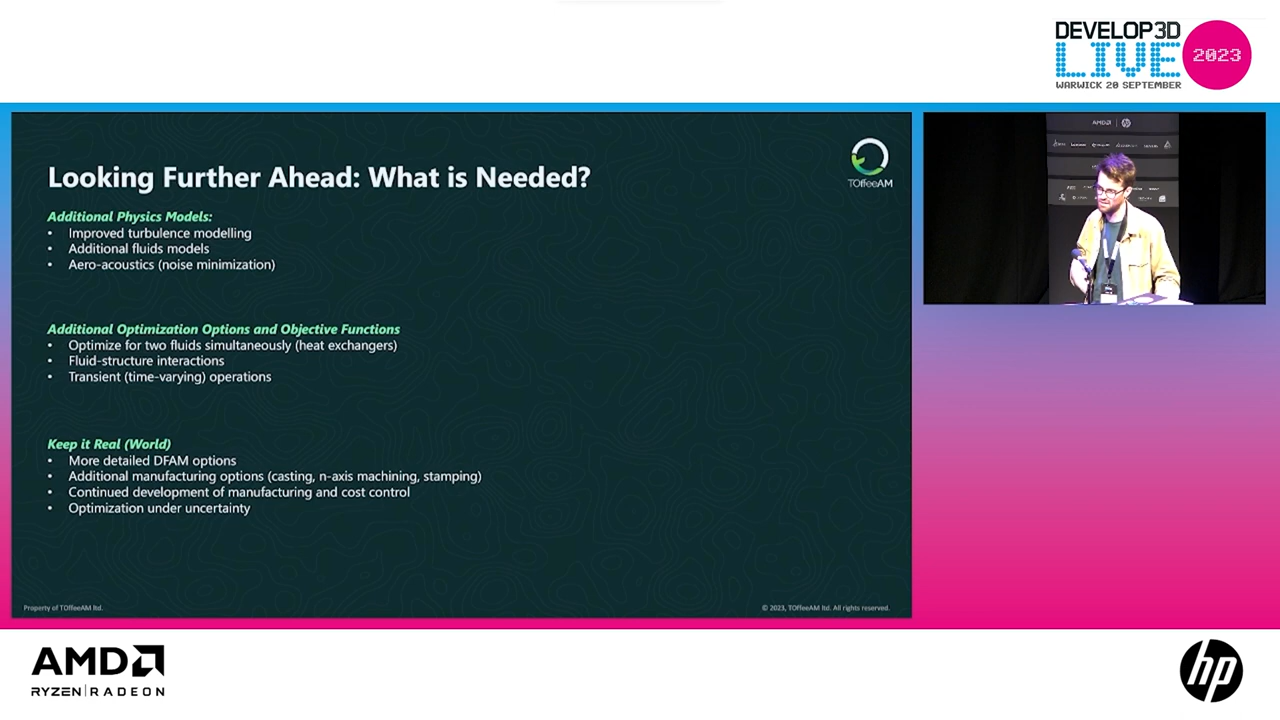 DEVELOP3D
LIVE
2023
WARWICK 20 SEPTEMBER
TOffeeAM
Looking Further Ahead: What is Needed?
Additional Physics Models:
• Improved turbulence modelling
• Additional fluids models
• Aero-acoustics (noise minimization)
Additional Optimization Options and Objective Functions
• Optimize for two fluids simultaneously (heat exchangers)
• Fluid-structure interactions
• Transient (time-varying) operations
Keep it Real (World)
• More detailed DFAM options
• Additional manufacturing options (casting, n-axis machining, stamping)
• Continued development of manufacturing and cost control
• Optimization under uncertainty
Property of TOffeeAM ltd.
© 2023, TOffeeAM ltd. All rights reserved.
AMD
hp
AMD
RYZEN | RADEON
hp